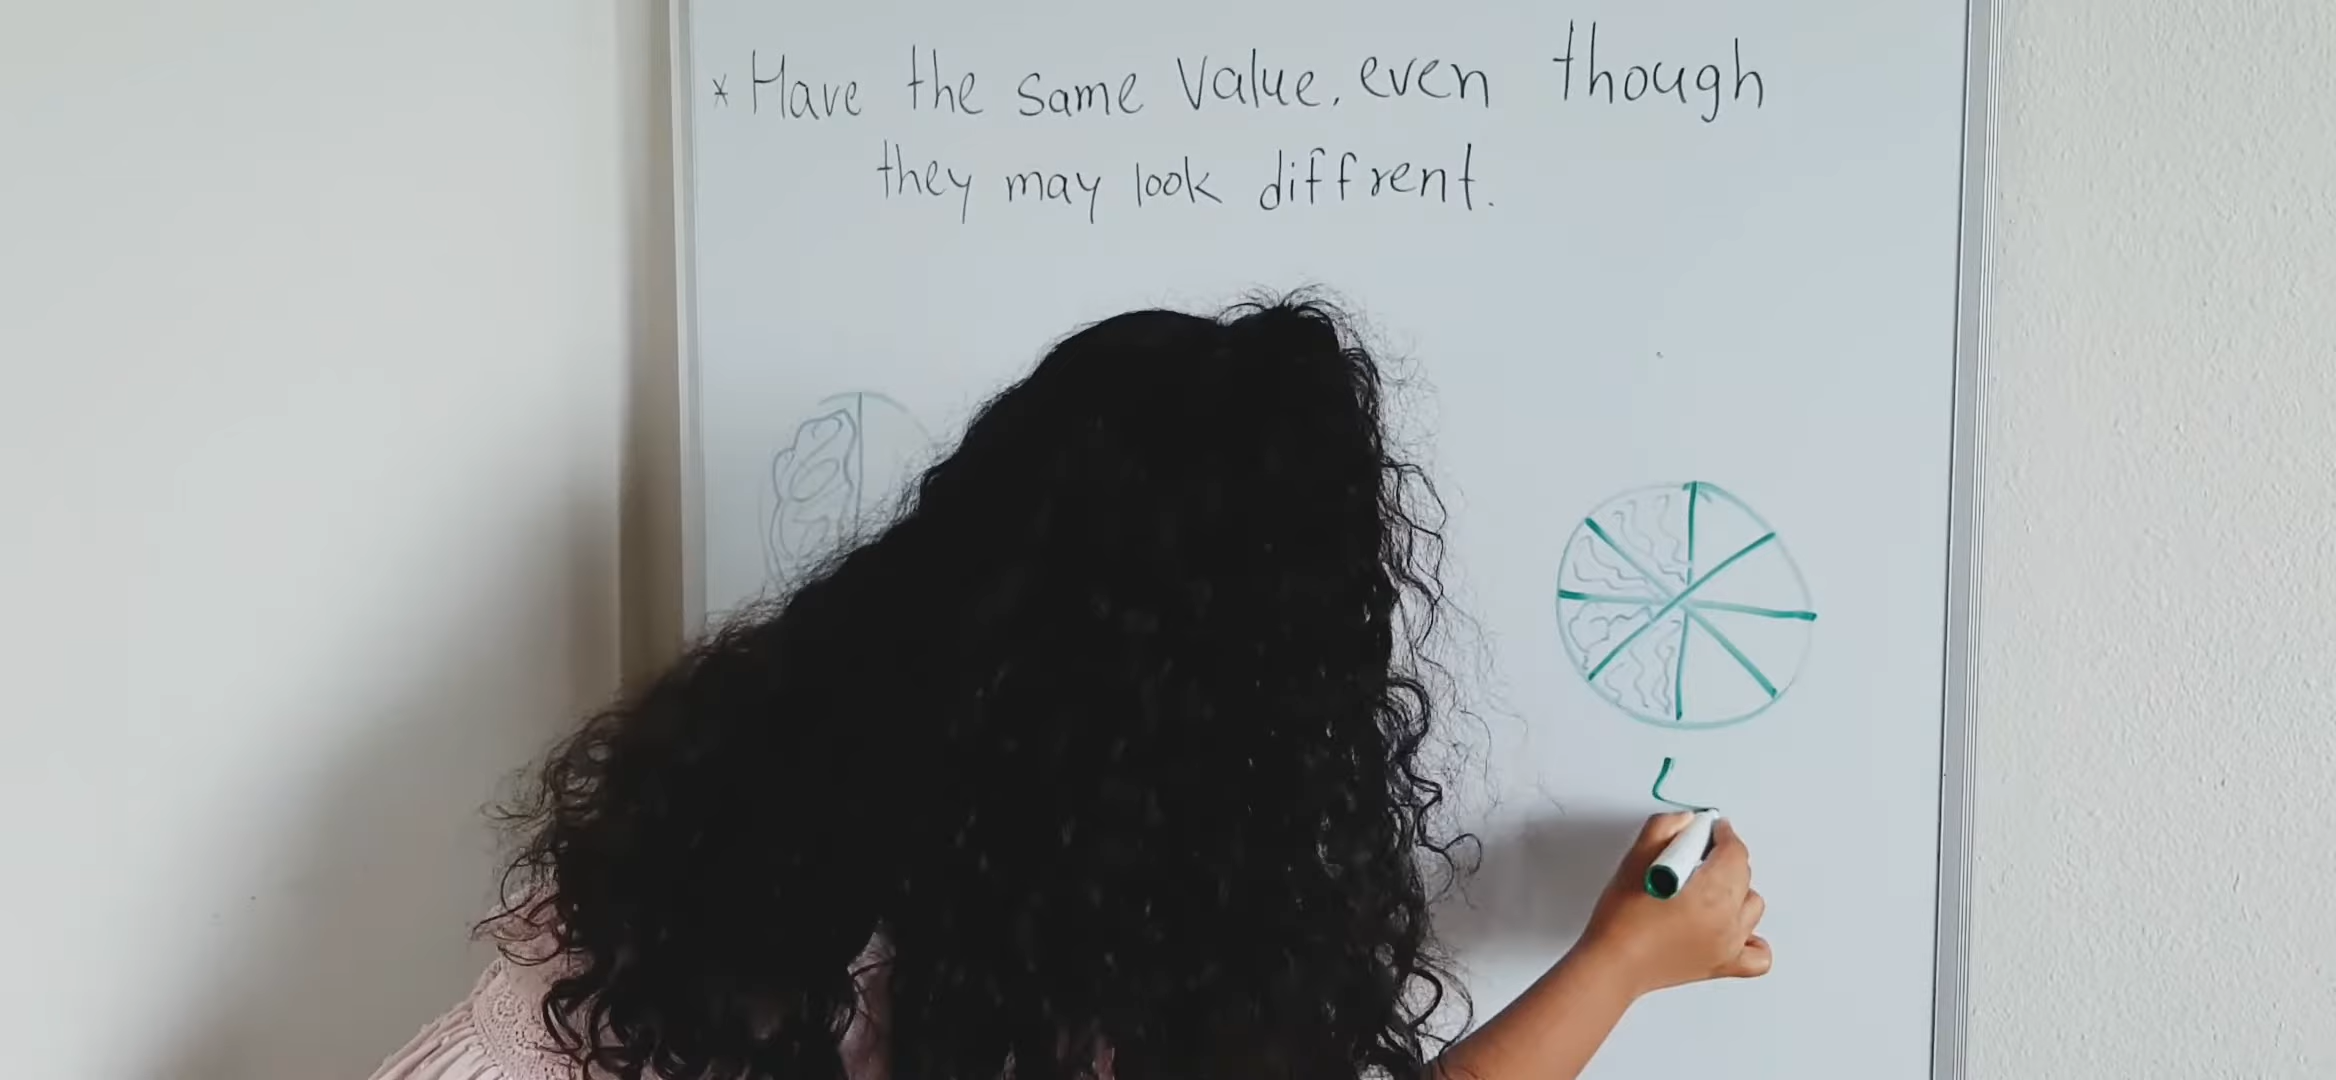 * Have the same value, even though
they may look diffrent.